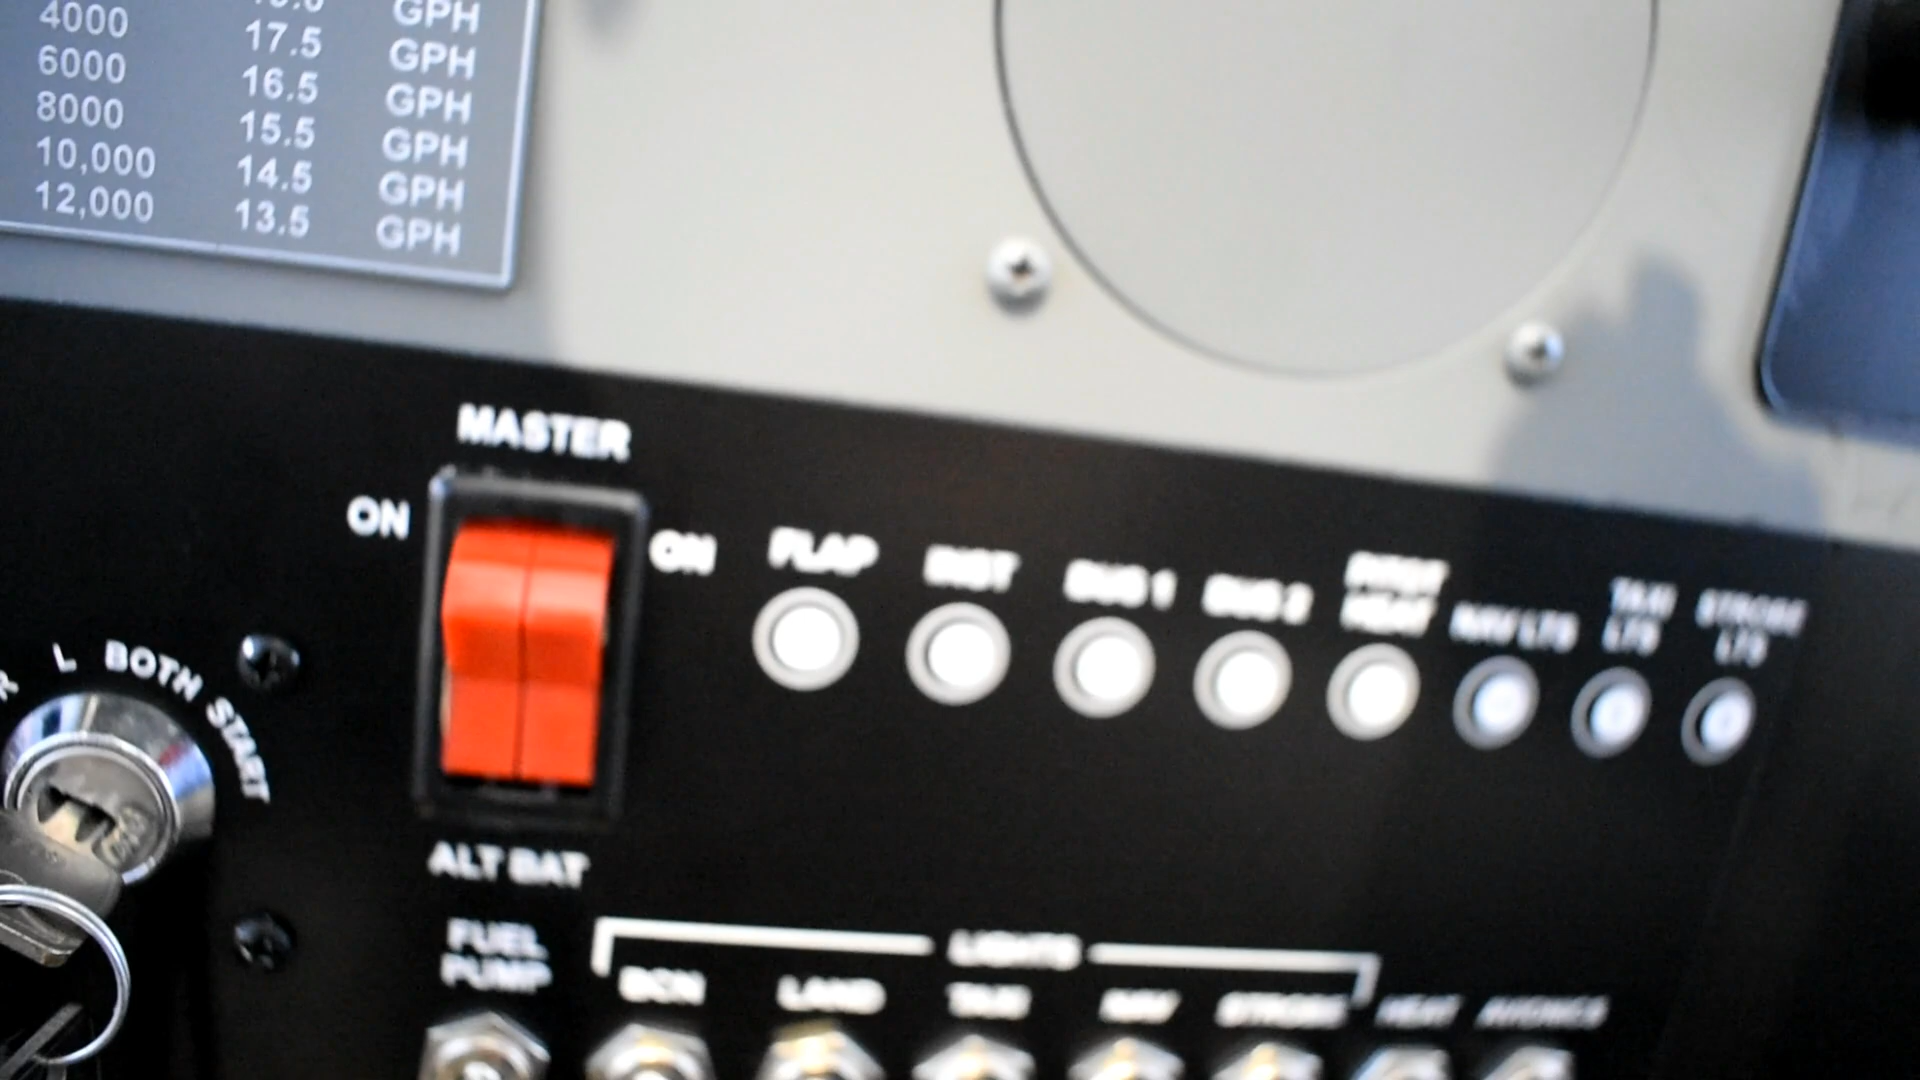 GPH
4000 17.5 GPH
6000 16.5 GPH
8000 15.5 GPH
10,000 14.5 GPH
12,000 13.5 GPH
MASTER
ON
ON
FLAP
INST
BUS 1
BUS 2
PITOT
HEAT
NAV LTS
TAXI
LTS
STROBE
LTS
R L BOTH START
ALT BAT
FUEL
PUMP
LIGHTS
BCN LAND TAXI NAV STROBE HEAT AVIONICS